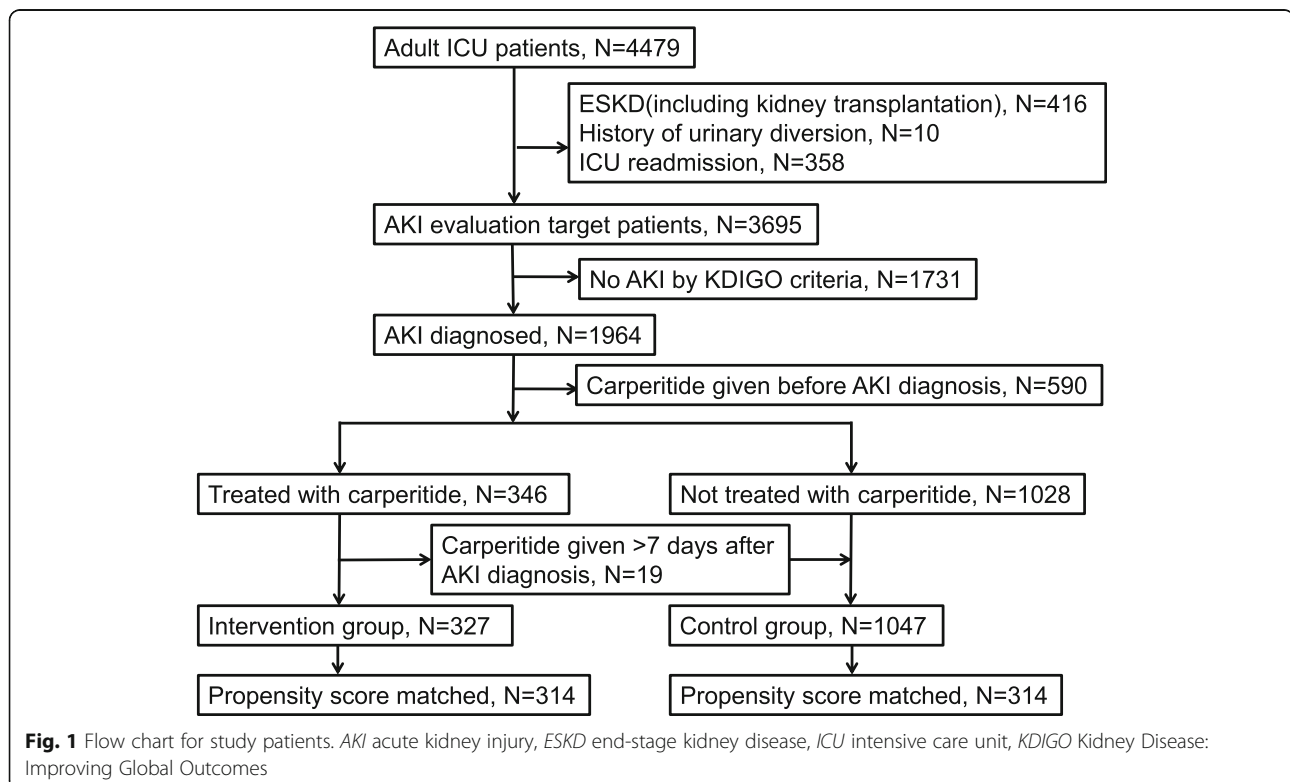 Adult ICU patients, N=4479
ESKD(including kidney transplantation), N=416
History of urinary diversion, N=10
ICU readmission, N=358
AKI evaluation target patients, N=3695
No AKI by KDIGO criteria, N=1731
AKI diagnosed, N=1964
Carperitide given before AKI diagnosis, N=590
Treated with carperitide, N=346
Not treated with carperitide, N=1028
Carperitide given >7 days after
AKI diagnosis, N=19
Intervention group, N=327
Control group, N=1047
Propensity score matched, N=314
Propensity score matched, N=314
Fig. 1 Flow chart for study patients. AKI acute kidney injury, ESKD end-stage kidney disease, ICU intensive care unit, KDIGO Kidney Disease:
Improving Global Outcomes